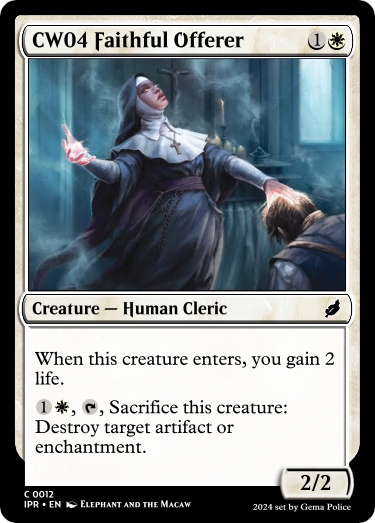 CW04 Faithful Offerer 1
Creature — Human Cleric
When this creature enters, you gain 2
life.
1 , , Sacrifice this creature:
Destroy target artifact or
enchantment.
2/2
C 0012
IPR • EN Elephant and the Macaw
2024 set by Gema Police